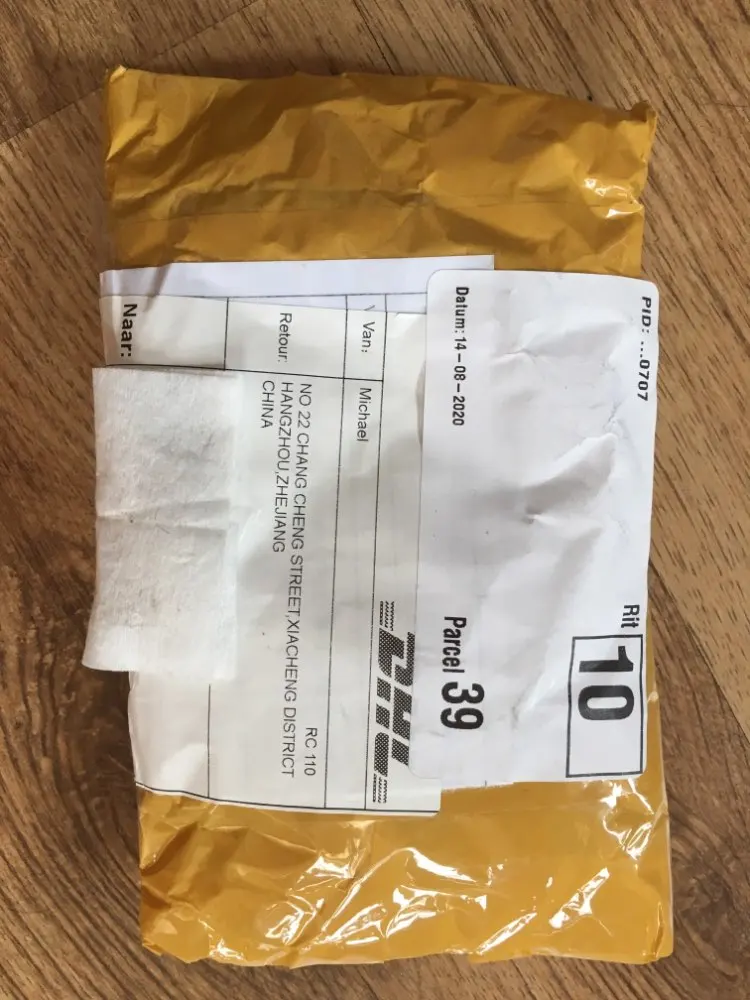 PID: ...0707
Rit
10
Datum: 14-08-2020
Parcel 39
DHL
Van: Michael
Retour: NO 22 CHANG CHENG STREET,XIACHENG DISTRICT
HANGZHOU,ZHEJIANG
CHINA
RC 110
Naar: